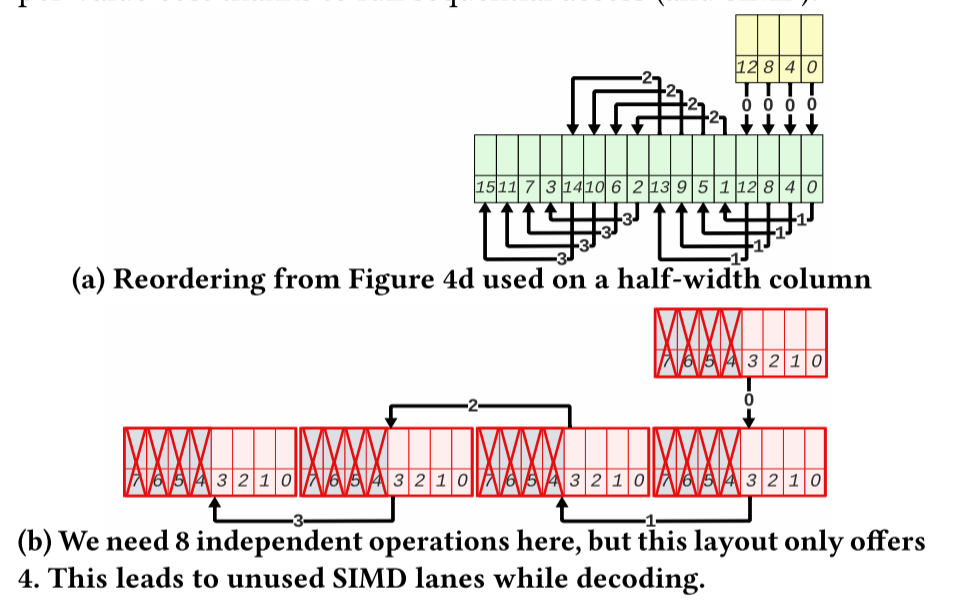 12 8 4 0
0 0 0 0
2
2
2
2
15 11 7 3 14 10 6 2 13 9 5 1 12 8 4 0
3 1
3 1
3 1
3 1
(a) Reordering from Figure 4d used on a half-width column
7 6 5 4 3 2 1 0
0
2
7 6 5 4 3 2 1 0 7 6 5 4 3 2 1 0 7 6 5 4 3 2 1 0 7 6 5 4 3 2 1 0
3 1
(b) We need 8 independent operations here, but this layout only offers
4. This leads to unused SIMD lanes while decoding.